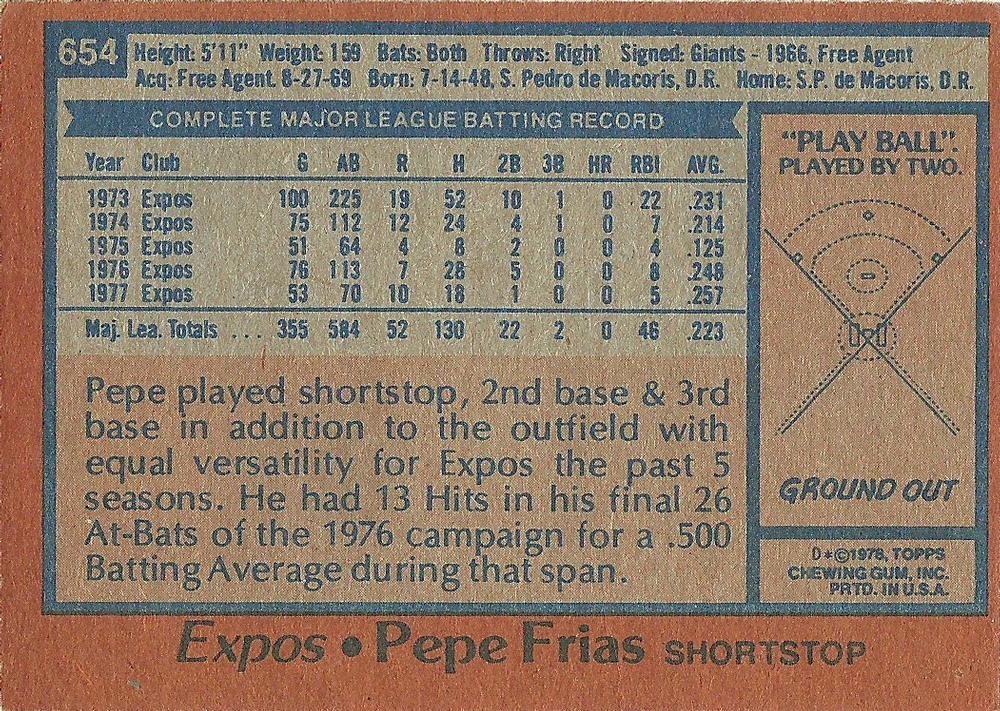 654
Height: 5'11" Weight: 159 Bats: Both Throws: Right Signed: Giants - 1966, Free Agent
Acq: Free Agent. 8-27-69 Born: 7-14-48, S. Pedro de Macoris, D.R. Home: S.P. de Macoris, D.R.
COMPLETE MAJOR LEAGUE BATTING RECORD
Year Club G AB R H 2B 3B HR RBI AVG.
1973 Expos 100 225 19 52 10 1 0 22 .231
1974 Expos 75 112 12 24 4 1 0 7 .214
1975 Expos 51 64 4 8 2 0 0 4 .125
1976 Expos 76 113 7 28 5 0 0 8 .248
1977 Expos 53 70 10 18 1 0 0 5 .257
Maj. Lea. Totals ... 355 584 52 130 22 2 0 46 .223
Pepe played shortstop, 2nd base & 3rd
base in addition to the outfield with
equal versatility for Expos the past 5
seasons. He had 13 Hits in his final 26
At-Bats of the 1976 campaign for a .500
Batting Average during that span.
"PLAY BALL".
PLAYED BY TWO.
GROUND OUT
D*©1978, TOPPS
CHEWING GUM, INC.
PRTD. IN U.S.A.
Expos • Pepe Frias SHORTSTOP